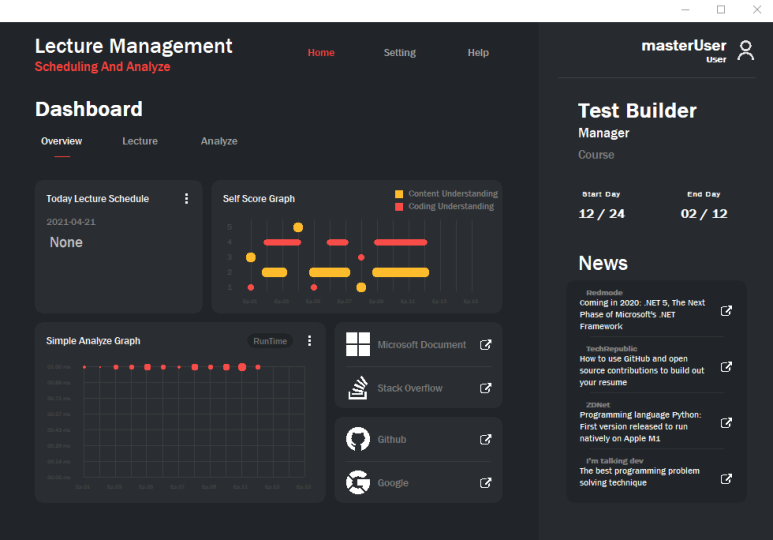 Lecture Management
Scheduling And Analyze
Home
Setting
Help
masterUser
User
Dashboard
Overview
Lecture
Analyze
Today Lecture Schedule
2021-04-21
None
Self Score Graph
Content Understanding
Coding Understanding
5
4
3
2
1
Simple Analyze Graph
RunTime
Microsoft Document
Stack Overflow
Github
Google
Test Builder
Manager
Course
Start Day
End Day
12 / 24
02 / 12
News
Redmode
Coming in 2020: .NET 5, The Next
Phase of Microsoft's .NET
Framework
TechRepublic
How to use GitHub and open
source contributions to build out
your resume
ZDNet
Programming language Python:
First version released to run
natively on Apple M1
I'm talking dev
The best programming problem
solving technique